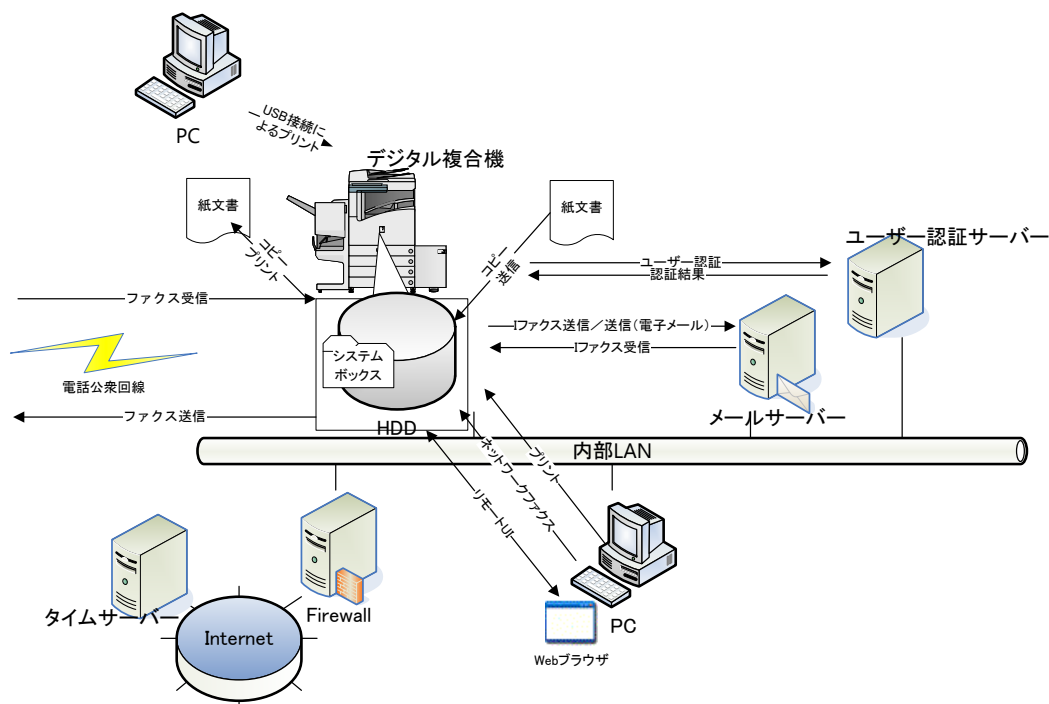 PC
USB接続に
よるプリント
デジタル複合機
紙文書
紙文書
コピー
プリント
コピー
送信
ユーザー認証サーバー
ユーザー認証
認証結果
ファクス受信
Iファクス送信／送信(電子メール)
Iファクス受信
システム
ボックス
電話公衆回線
ファクス送信
HDD
メールサーバー
内部LAN
プリント
ネットワークファクス
リモートUI
タイムサーバー
Firewall
Internet
PC
Webブラウザ